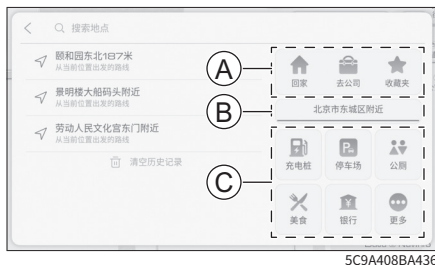 搜索地点
颐和园东北187米
从当前位置出发的路线
景明楼大船码头附近
从当前位置出发的路线
劳动人民文化宫东门附近
从当前位置出发的路线
清空历史记录
A
回家
去公司
收藏夹
B
北京市东城区附近
C
充电桩
停车场
公厕
美食
银行
更多
5C9A408BA436